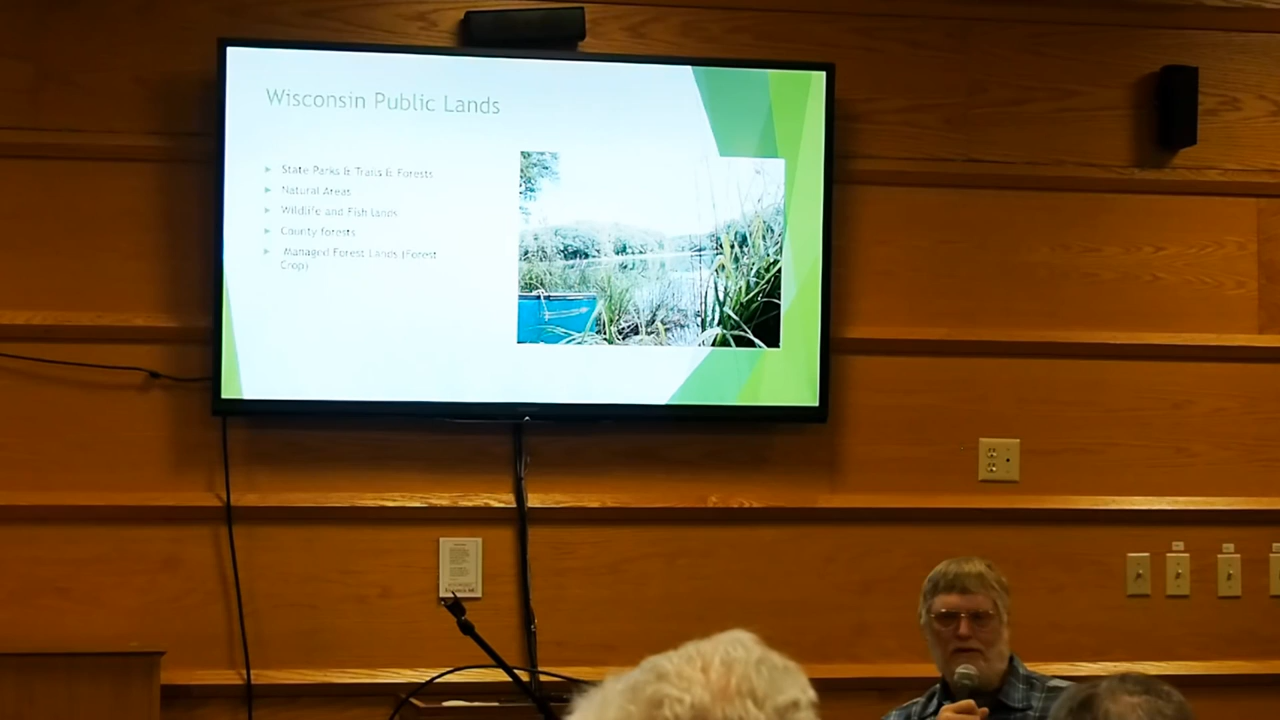 Wisconsin Public Lands
State Parks & Trails & Forests
Natural Areas
Wildlife and Fish Lands
County forests
Managed Forest Lands (Forest
Crop)